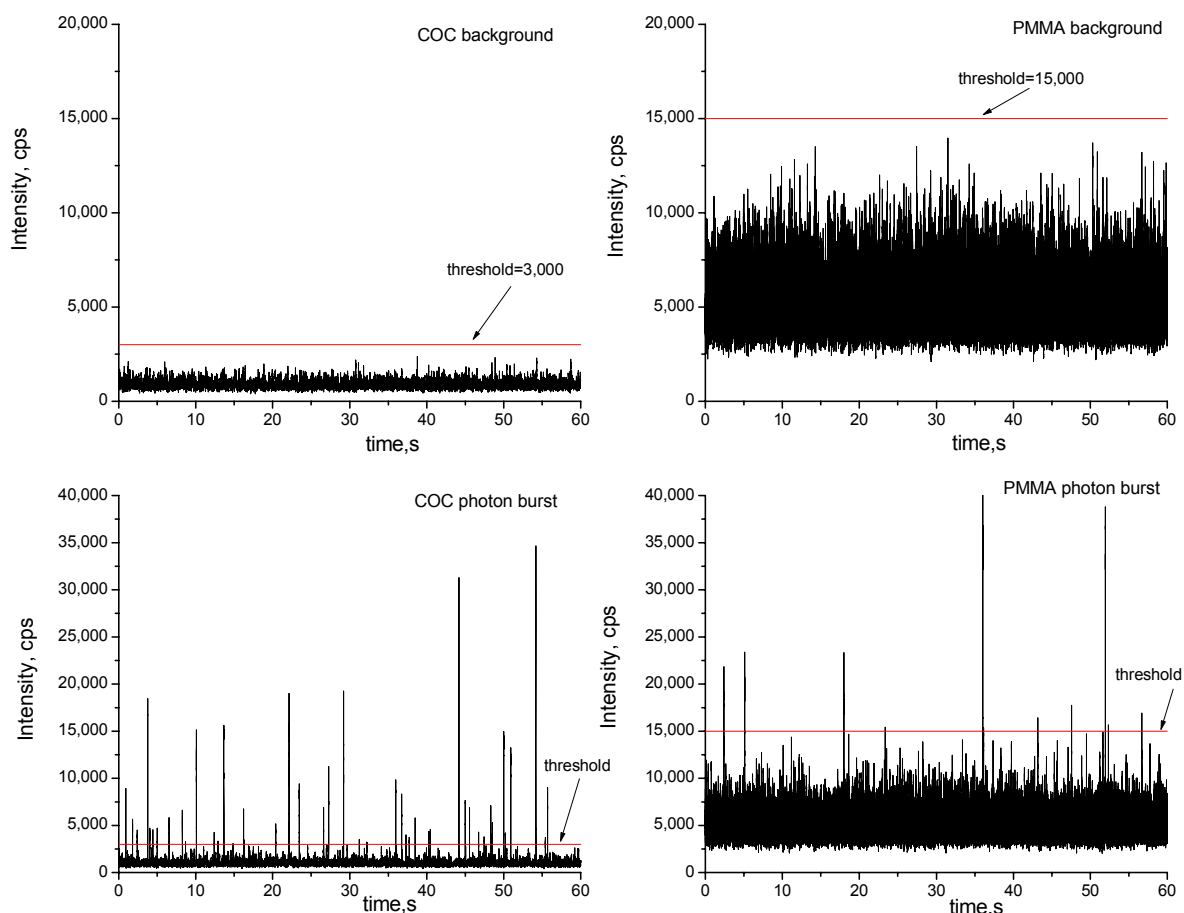 COC background
threshold=3,000
Intensity, cps
20,000
15,000
10,000
5,000
0
0 10 20 30 40 50 60
time,s
PMMA background
threshold=15,000
Intensity, cps
20,000
15,000
10,000
5,000
0
0 10 20 30 40 50 60
time,s
COC photon burst
threshold
Intensity, cps
40,000
35,000
30,000
25,000
20,000
15,000
10,000
5,000
0
0 10 20 30 40 50 60
time,s
PMMA photon burst
threshold
Intensity, cps
40,000
35,000
30,000
25,000
20,000
15,000
10,000
5,000
0
0 10 20 30 40 50 60
time,s